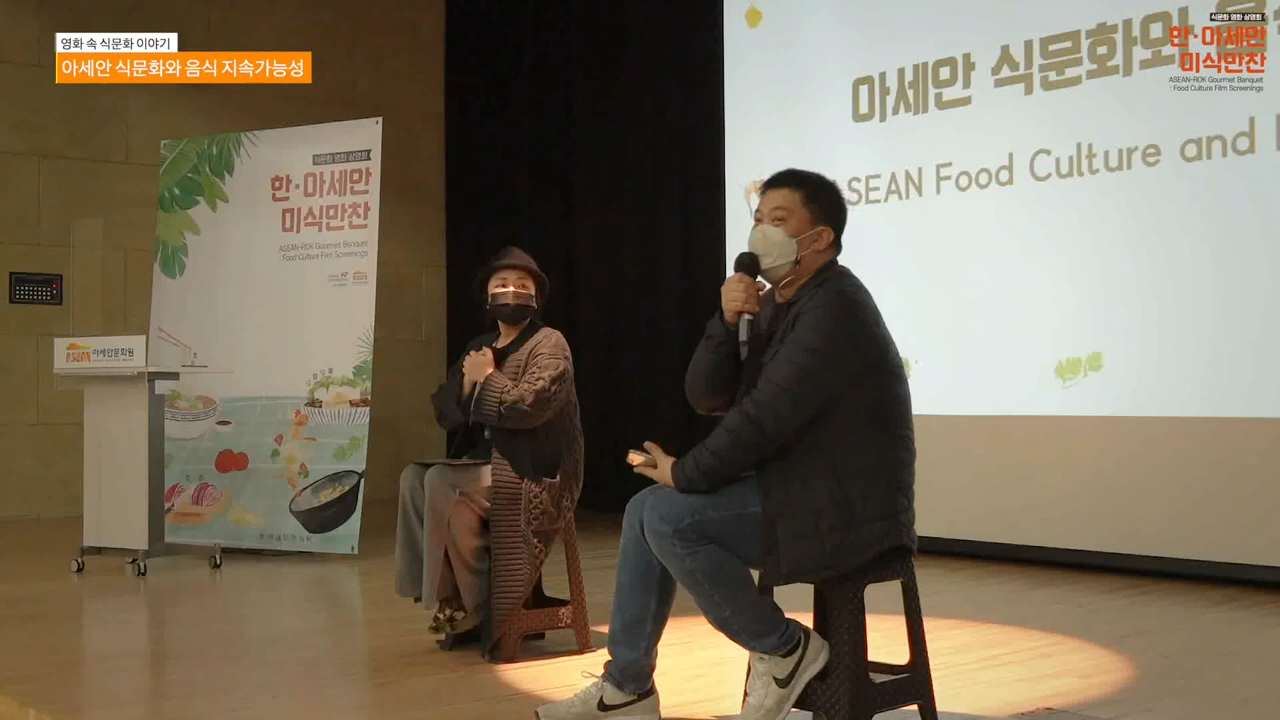 영화 속 식문화 이야기
아세안 식문화와 음식 지속가능성
식문화 영화 상영회
한·아세안
미식만찬
ASEAN-ROK Gourmet Banquet
: Food Culture Film Screenings
아세안 식문화와
ASEAN Food Culture and
식문화 영화 상영회
한·아세안
미식만찬
ASEAN-ROK Gourmet Banquet
: Food Culture Film Screenings
아세안문화원